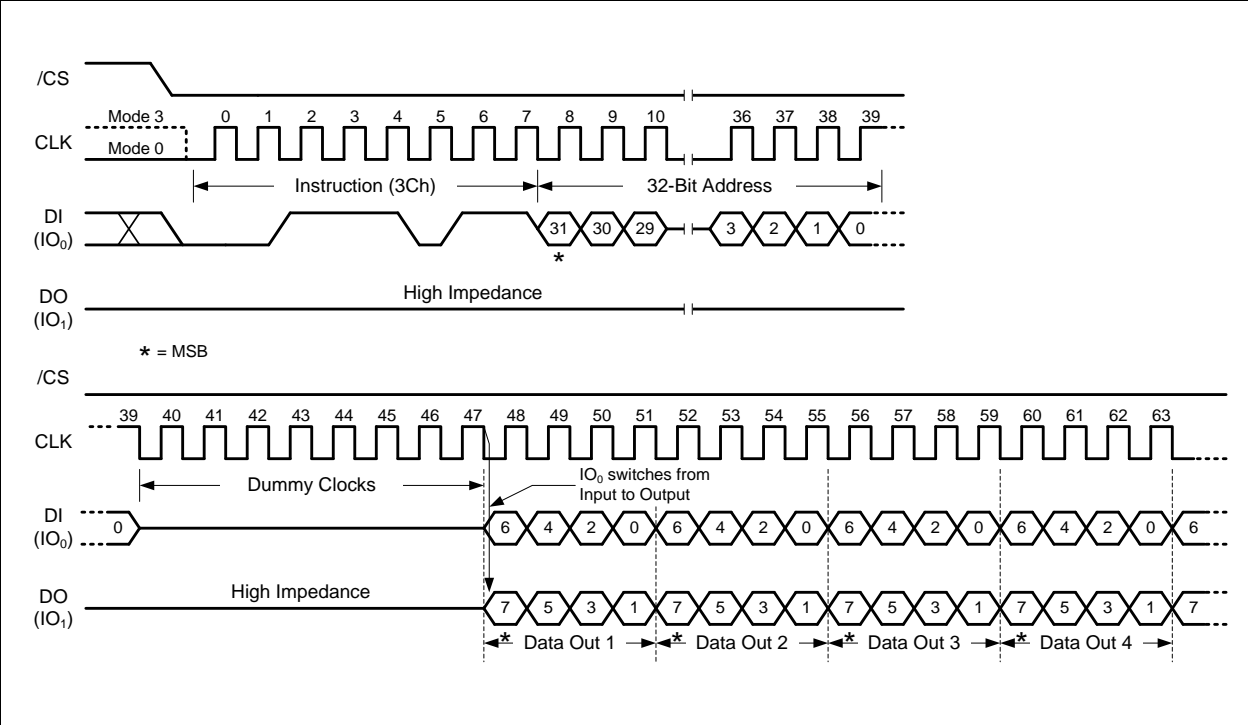 /CS
Mode 3 0 1 2 3 4 5 6 7 8 9 10 36 37 38 39
CLK
Mode 0
Instruction (3Ch) 32-Bit Address
DI
(IO0)
31 30 29 3 2 1 0
*
High Impedance
DO
(IO1)
* = MSB
/CS
39 40 41 42 43 44 45 46 47 48 49 50 51 52 53 54 55 56 57 58 59 60 61 62 63
CLK
Dummy Clocks
IO0 switches from
Input to Output
DI
(IO0)
0 6 4 2 0 6 4 2 0 6 4 2 0 6 4 2 0 6
High Impedance
DO
(IO1)
7 5 3 1 7 5 3 1 7 5 3 1 7 5 3 1 7
* Data Out 1 * Data Out 2 * Data Out 3 * Data Out 4